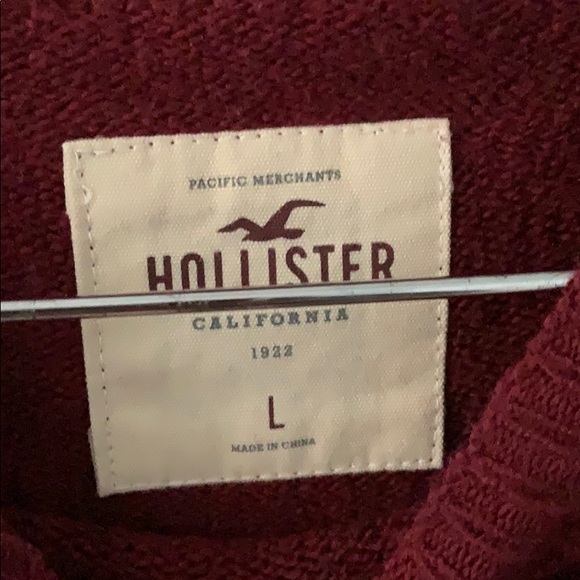 PACIFIC MERCHANTS
HOLLISTER
CALIFORNIA
1922
L
MADE IN CHINA